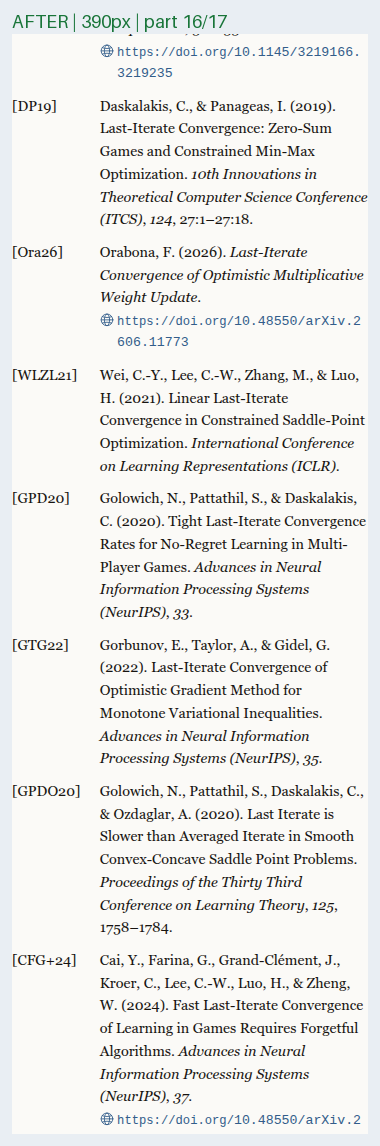 AFTER | 390px | part 16/17
https://doi.org/10.1145/3219166.
3219235
[DP19] Daskalakis, C., & Panageas, I. (2019).
Last-Iterate Convergence: Zero-Sum
Games and Constrained Min-Max
Optimization. 10th Innovations in
Theoretical Computer Science Conference
(ITCS), 124, 27:1–27:18.
[Ora26] Orabona, F. (2026). Last-Iterate
Convergence of Optimistic Multiplicative
Weight Update.
https://doi.org/10.48550/arXiv.2
606.11773
[WLZL21] Wei, C.-Y., Lee, C.-W., Zhang, M., & Luo,
H. (2021). Linear Last-Iterate
Convergence in Constrained Saddle-Point
Optimization. International Conference
on Learning Representations (ICLR).
[GPD20] Golowich, N., Pattathil, S., & Daskalakis,
C. (2020). Tight Last-Iterate Convergence
Rates for No-Regret Learning in Multi-
Player Games. Advances in Neural
Information Processing Systems
(NeurIPS), 33.
[GTG22] Gorbunov, E., Taylor, A., & Gidel, G.
(2022). Last-Iterate Convergence of
Optimistic Gradient Method for
Monotone Variational Inequalities.
Advances in Neural Information
Processing Systems (NeurIPS), 35.
[GPDO20] Golowich, N., Pattathil, S., Daskalakis, C.,
& Ozdaglar, A. (2020). Last Iterate is
Slower than Averaged Iterate in Smooth
Convex-Concave Saddle Point Problems.
Proceedings of the Thirty Third
Conference on Learning Theory, 125,
1758–1784.
[CFG+24] Cai, Y., Farina, G., Grand-Clément, J.,
Kroer, C., Lee, C.-W., Luo, H., & Zheng,
W. (2024). Fast Last-Iterate Convergence
of Learning in Games Requires Forgetful
Algorithms. Advances in Neural
Information Processing Systems
(NeurIPS), 37.
https://doi.org/10.48550/arXiv.2